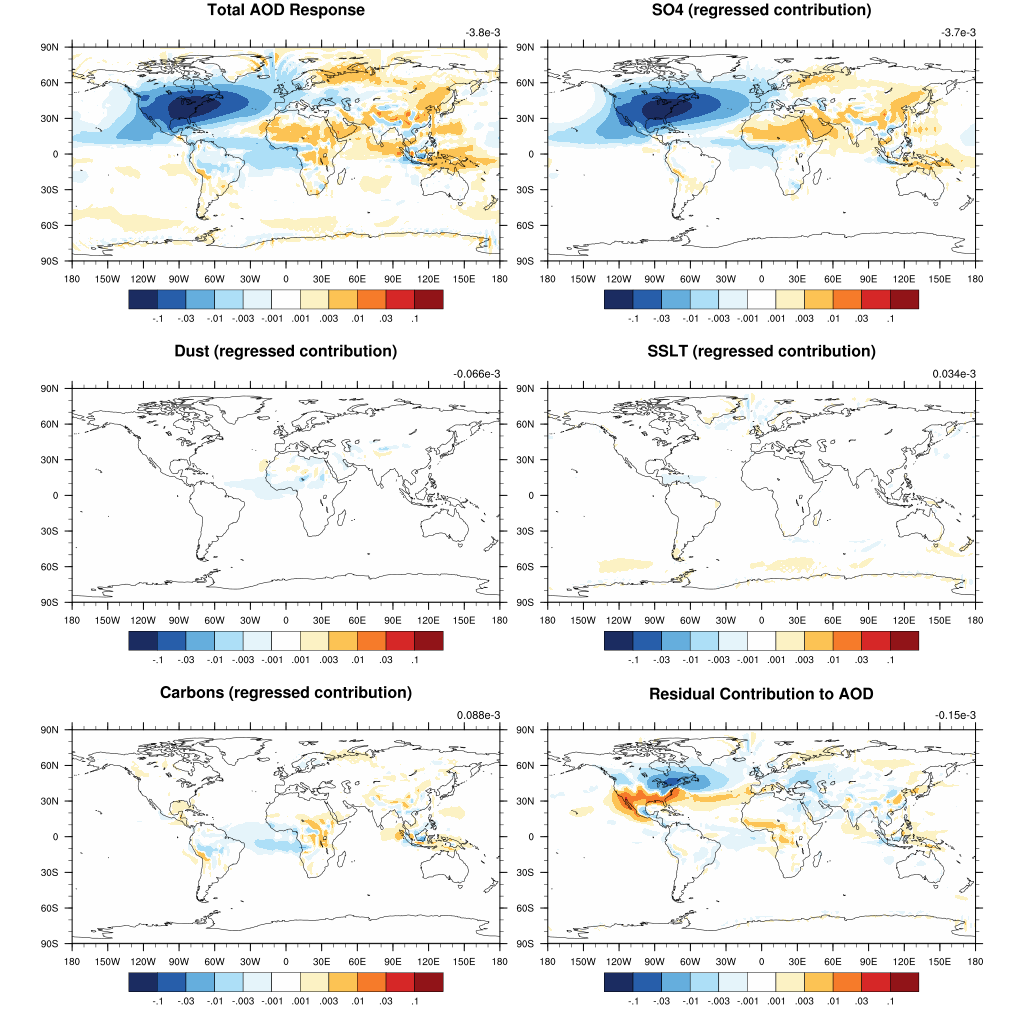 Total AOD Response
SO4 (regressed contribution)
-3.8e-3
-3.7e-3
90N
60N
30N
0
30S
60S
90S
180 150W 120W 90W 60W 30W 0 30E 60E 90E 120E 150E 180
-.1 -.03 -.01 -.003 -.001 .001 .003 .01 .03 .1
90N
60N
30N
0
30S
60S
90S
180 150W 120W 90W 60W 30W 0 30E 60E 90E 120E 150E 180
-.1 -.03 -.01 -.003 -.001 .001 .003 .01 .03 .1
Dust (regressed contribution)
SSLT (regressed contribution)
-0.066e-3
0.034e-3
90N
60N
30N
0
30S
60S
90S
180 150W 120W 90W 60W 30W 0 30E 60E 90E 120E 150E 180
-.1 -.03 -.01 -.003 -.001 .001 .003 .01 .03 .1
90N
60N
30N
0
30S
60S
90S
180 150W 120W 90W 60W 30W 0 30E 60E 90E 120E 150E 180
-.1 -.03 -.01 -.003 -.001 .001 .003 .01 .03 .1
Carbons (regressed contribution)
Residual Contribution to AOD
0.088e-3
-0.15e-3
90N
60N
30N
0
30S
60S
90S
180 150W 120W 90W 60W 30W 0 30E 60E 90E 120E 150E 180
-.1 -.03 -.01 -.003 -.001 .001 .003 .01 .03 .1
90N
60N
30N
0
30S
60S
90S
180 150W 120W 90W 60W 30W 0 30E 60E 90E 120E 150E 180
-.1 -.03 -.01 -.003 -.001 .001 .003 .01 .03 .1